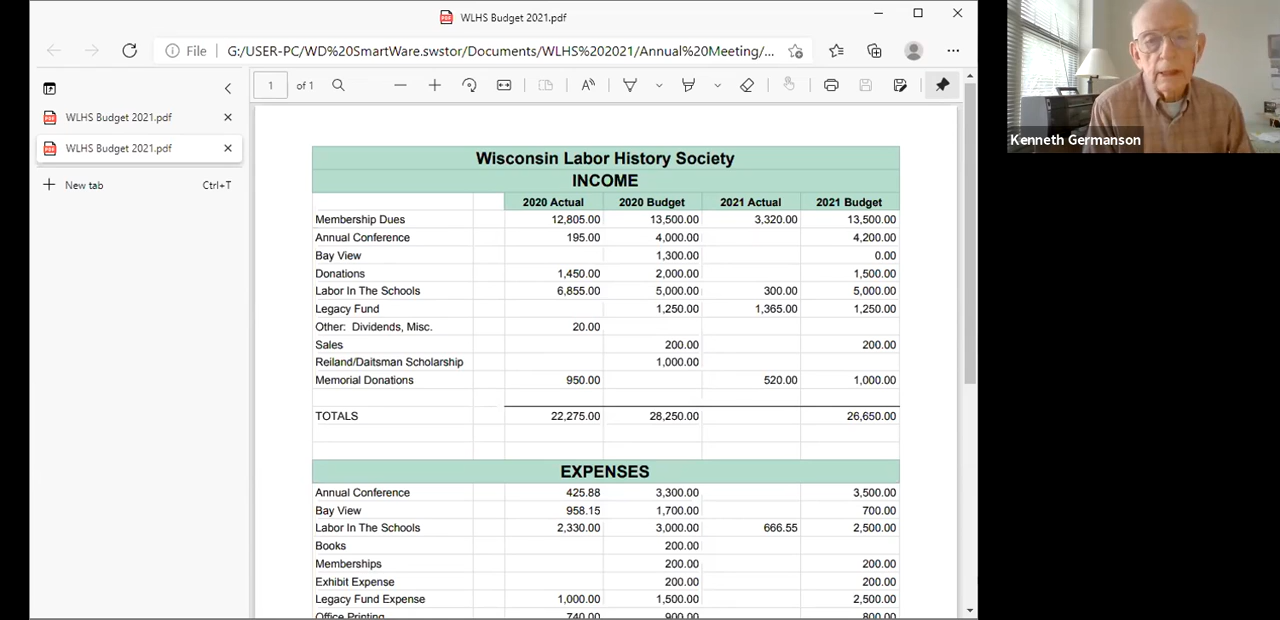 WLHS Budget 2021.pdf
File
G:/USER-PC/WD%20SmartWare.swstor/Documents/WLHS%202021/Annual%20Meeting/...
WLHS Budget 2021.pdf
WLHS Budget 2021.pdf
New tab Ctrl+T
1 of
Wisconsin Labor History Society
INCOME
2020 Actual 2020 Budget 2021 Actual 2021 Budget
Membership Dues 12,805.00 13,500.00 3,320.00 13,500.00
Annual Conference 195.00 4,000.00 4,200.00
Bay View 1,300.00 0.00
Donations 1,450.00 2,000.00 1,500.00
Labor In The Schools 6,855.00 5,000.00 300.00 5,000.00
Legacy Fund 1,250.00 1,365.00 1,250.00
Other: Dividends, Misc. 20.00
Sales 200.00 200.00
Reiland/Daitsman Scholarship 1,000.00
Memorial Donations 950.00 520.00 1,000.00
TOTALS 22,275.00 28,250.00 26,650.00
EXPENSES
Annual Conference 425.88 3,300.00 3,500.00
Bay View 958.15 1,700.00 700.00
Labor In The Schools 2,330.00 3,000.00 666.55 2,500.00
Books 200.00
Memberships 200.00 200.00
Exhibit Expense 200.00 200.00
Legacy Fund Expense 1,000.00 1,500.00 2,500.00
Office Printing 740.00 900.00 800.00
Kenneth Germanson